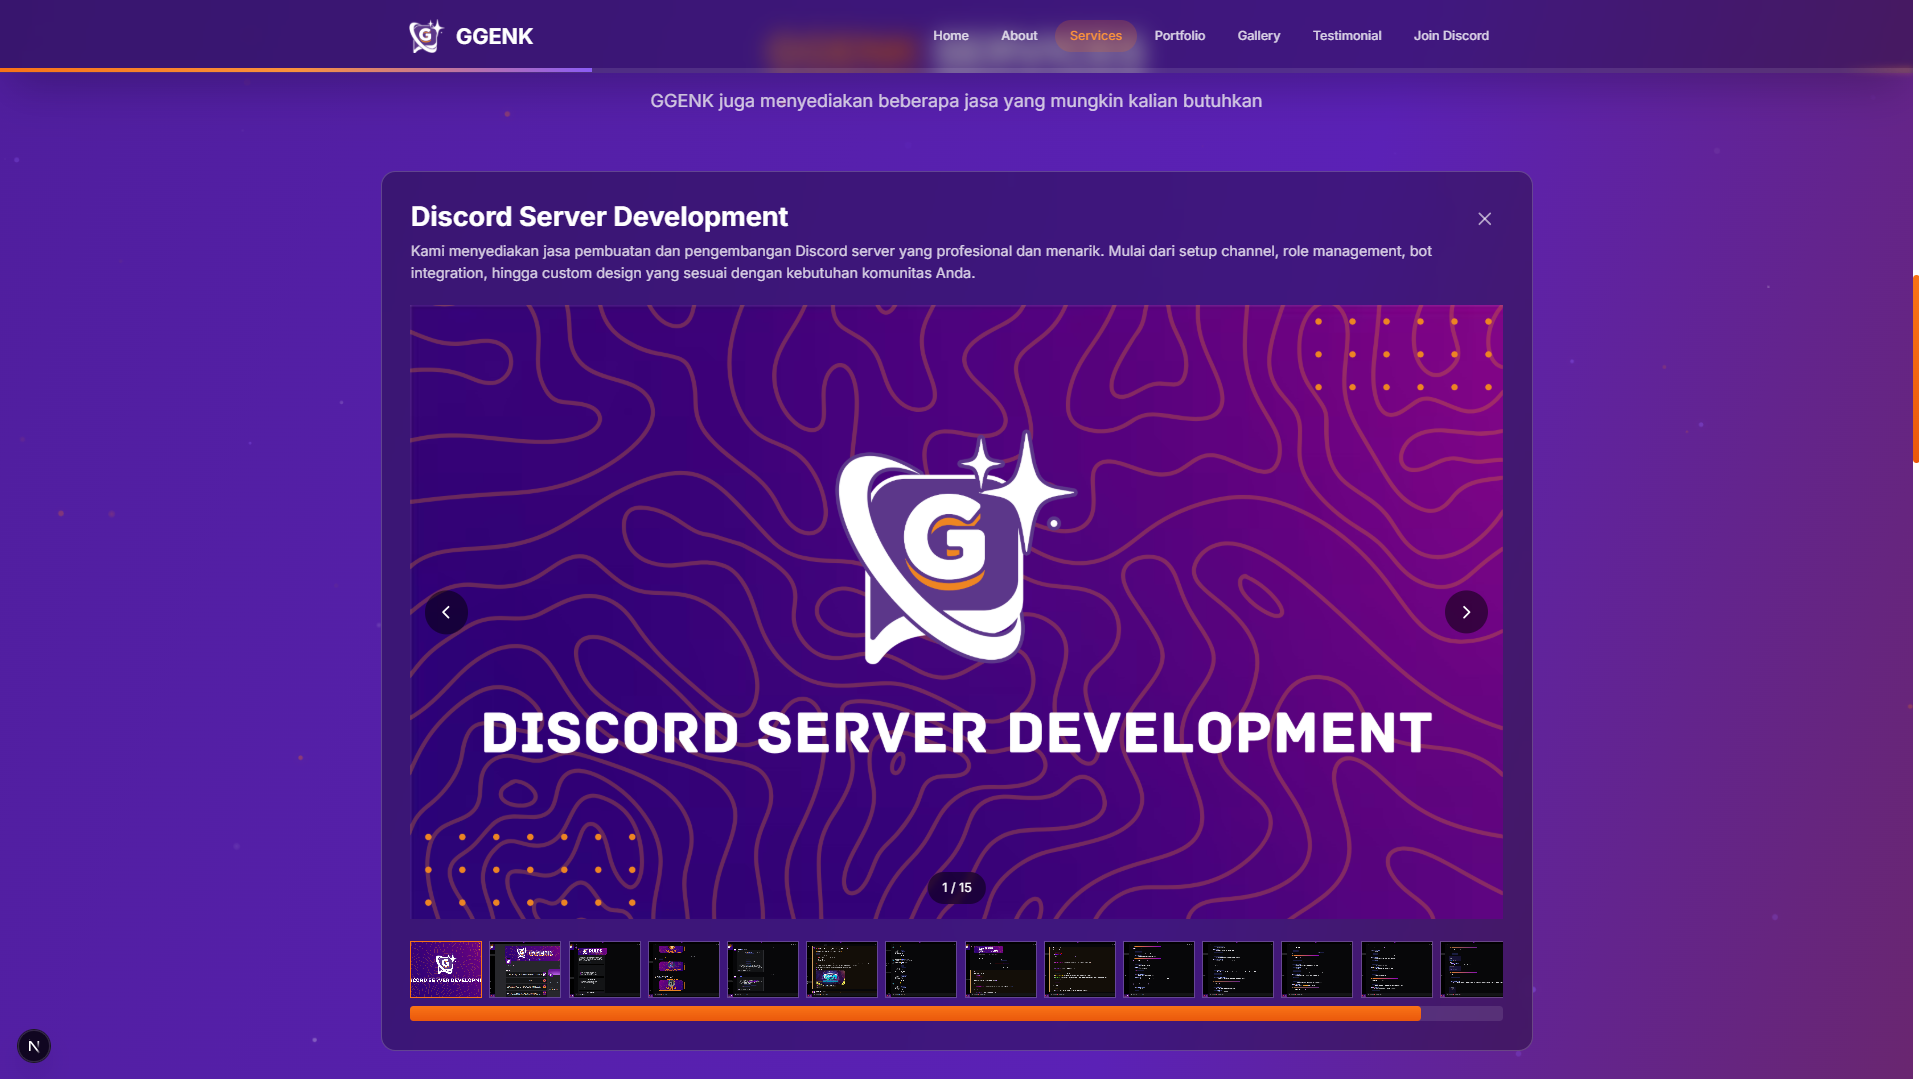 GGENK
Home
About
Services
Portfolio
Gallery
Testimonial
Join Discord
GGENK juga menyediakan beberapa jasa yang mungkin kalian butuhkan
Discord Server Development
Kami menyediakan jasa pembuatan dan pengembangan Discord server yang profesional dan menarik. Mulai dari setup channel, role management, bot
integration, hingga custom design yang sesuai dengan kebutuhan komunitas Anda.
G
DISCORD SERVER DEVELOPMENT
1 / 15
N